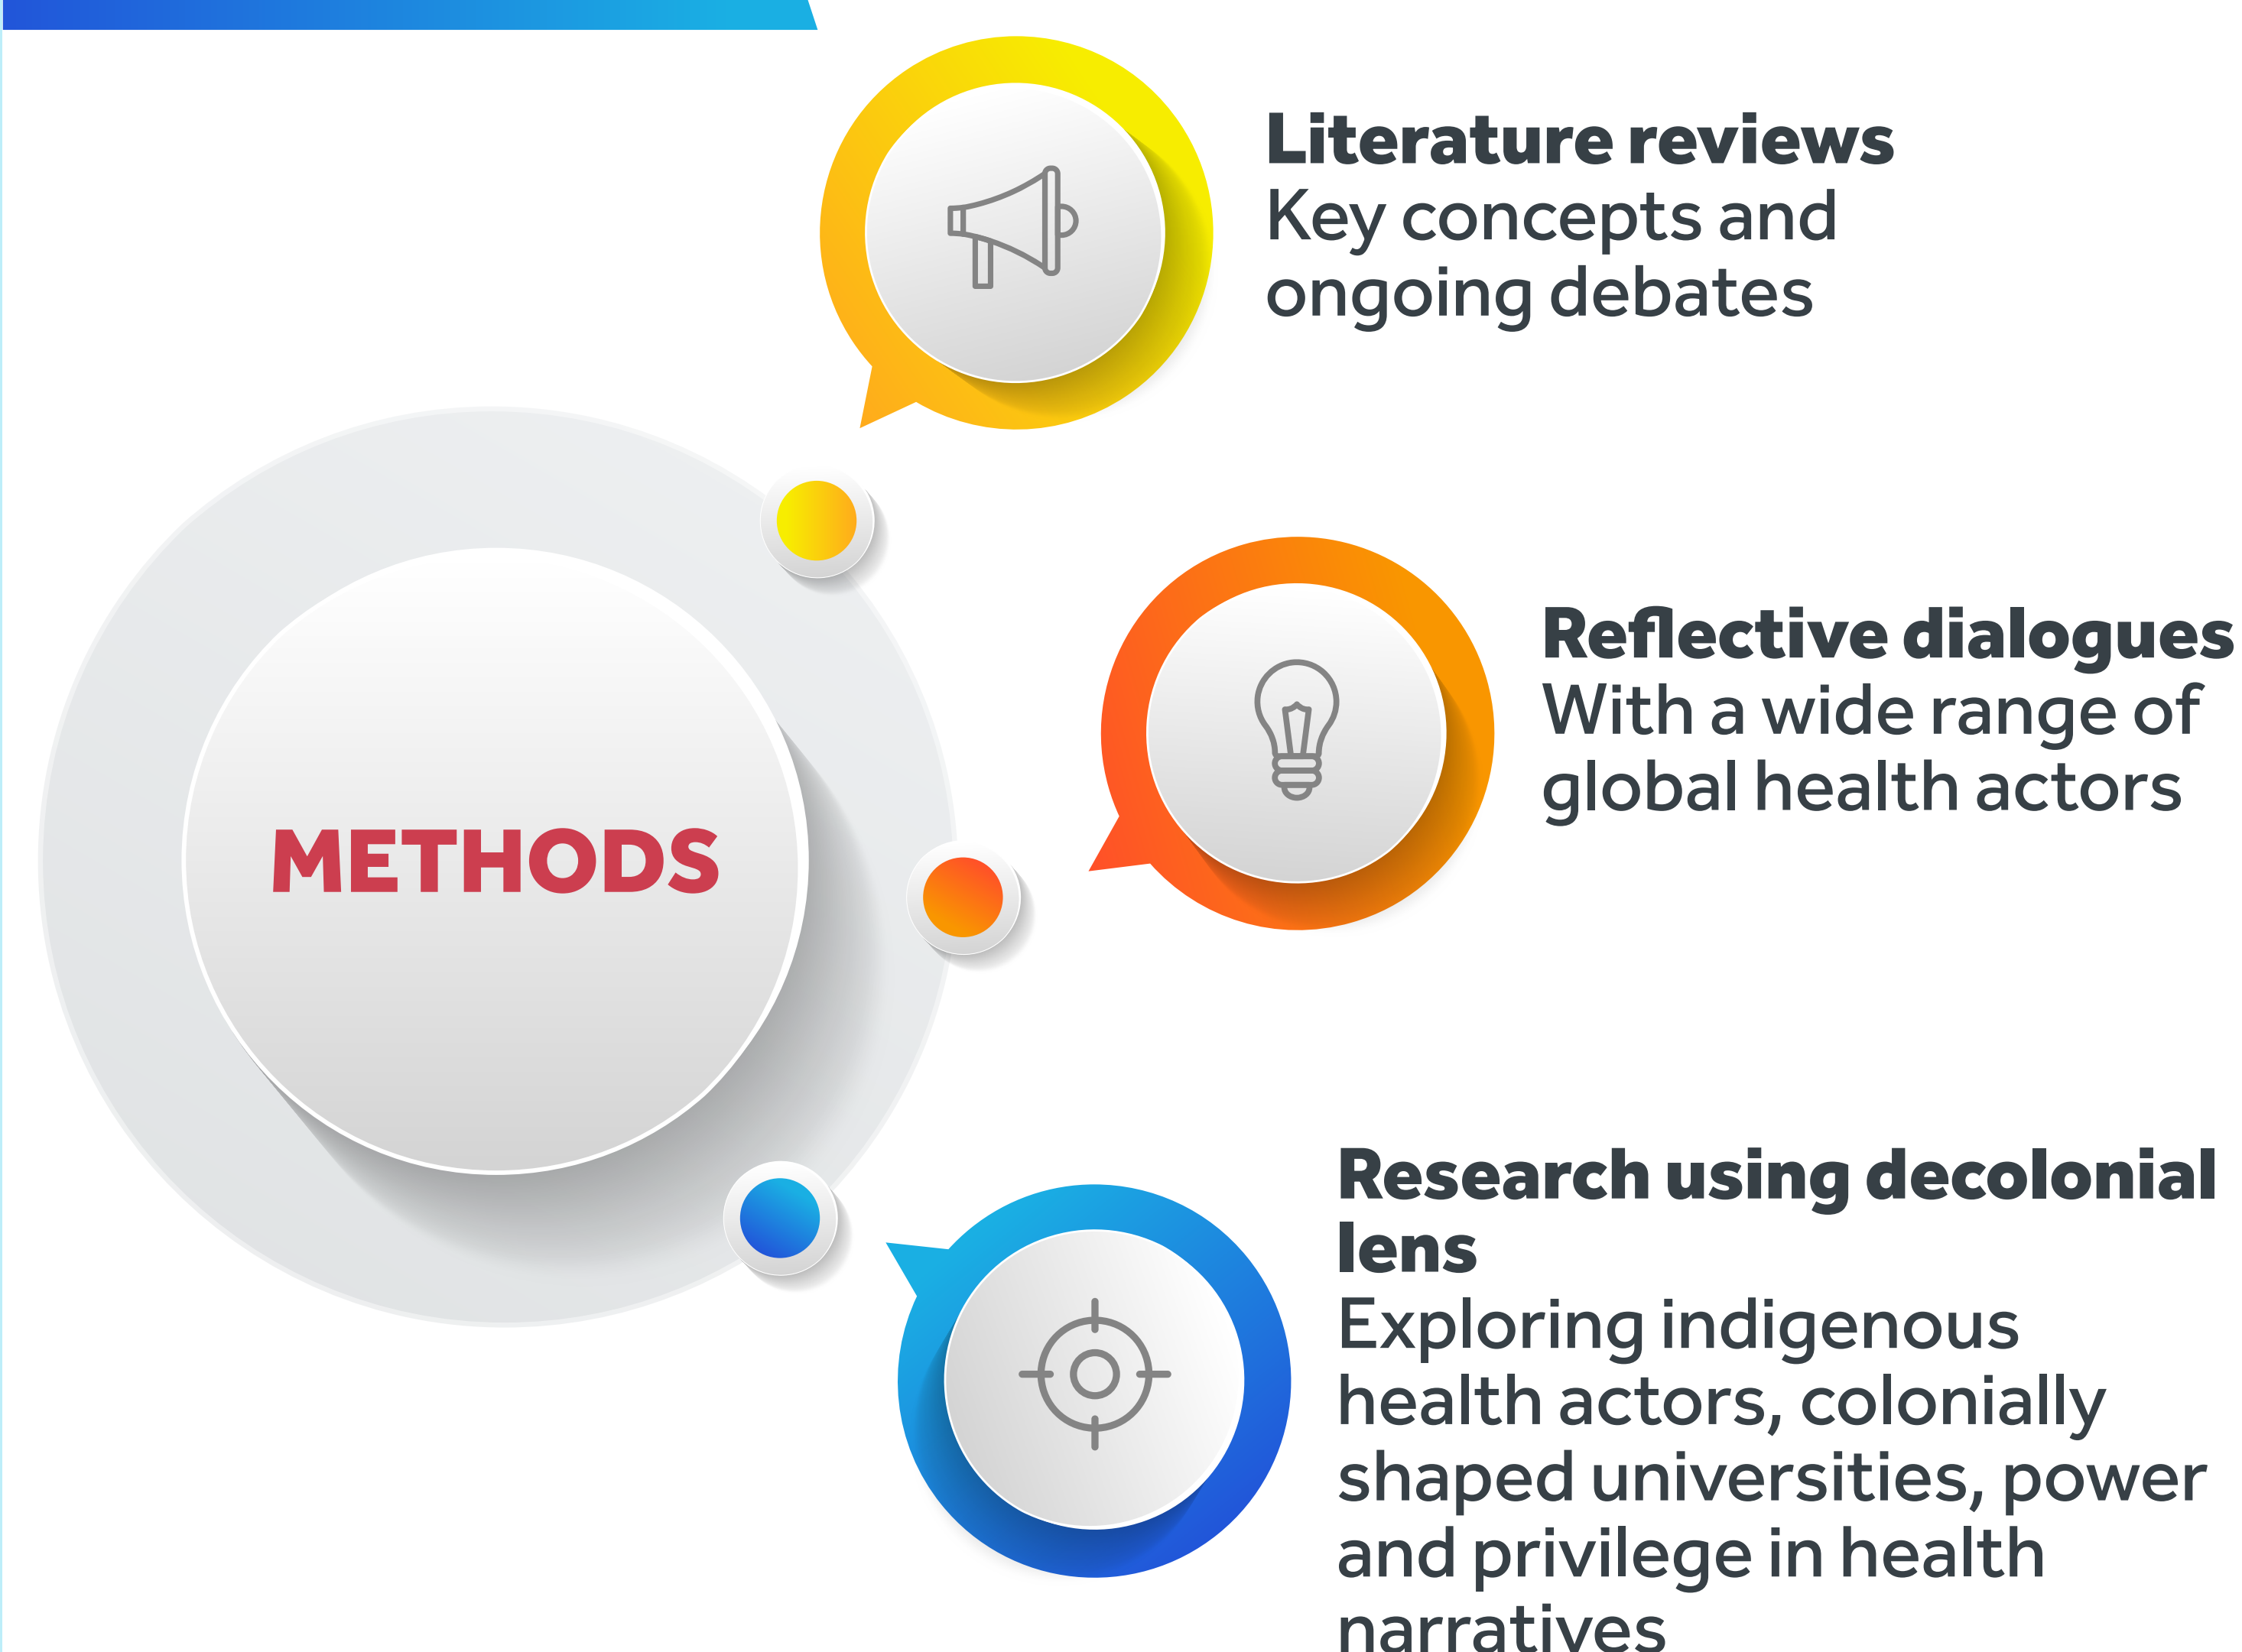 Literature reviews
Key concepts and
ongoing debates
METHODS
Reflective dialogues
With a wide range of
global health actors
Research using decolonial
lens
Exploring indigenous
health actors, colonially
shaped universities, power
and privilege in health
narratives